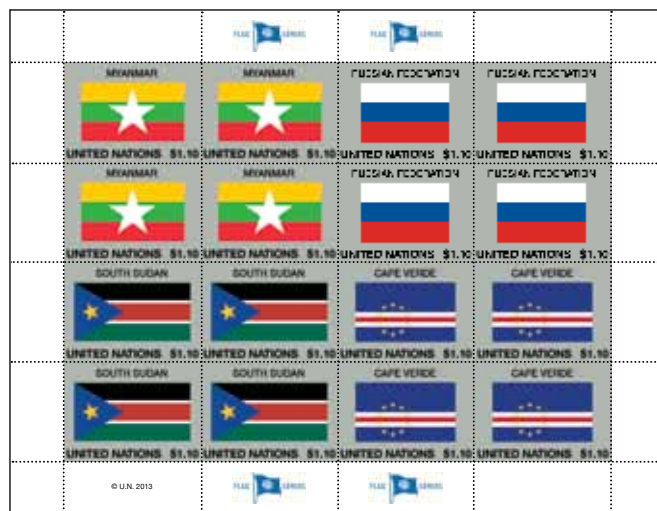 FLAG SERIES FLAG SERIES
MYANMAR MYANMAR RUSSIAN FEDERATION RUSSIAN FEDERATION
UNITED NATIONS $1.10 UNITED NATIONS $1.10 UNITED NATIONS $1.10 UNITED NATIONS $1.10
MYANMAR MYANMAR RUSSIAN FEDERATION RUSSIAN FEDERATION
UNITED NATIONS $1.10 UNITED NATIONS $1.10 UNITED NATIONS $1.10 UNITED NATIONS $1.10
SOUTH SUDAN SOUTH SUDAN CAPE VERDE CAPE VERDE
UNITED NATIONS $1.10 UNITED NATIONS $1.10 UNITED NATIONS $1.10 UNITED NATIONS $1.10
SOUTH SUDAN SOUTH SUDAN CAPE VERDE CAPE VERDE
UNITED NATIONS $1.10 UNITED NATIONS $1.10 UNITED NATIONS $1.10 UNITED NATIONS $1.10
© U.N. 2013 FLAG SERIES FLAG SERIES